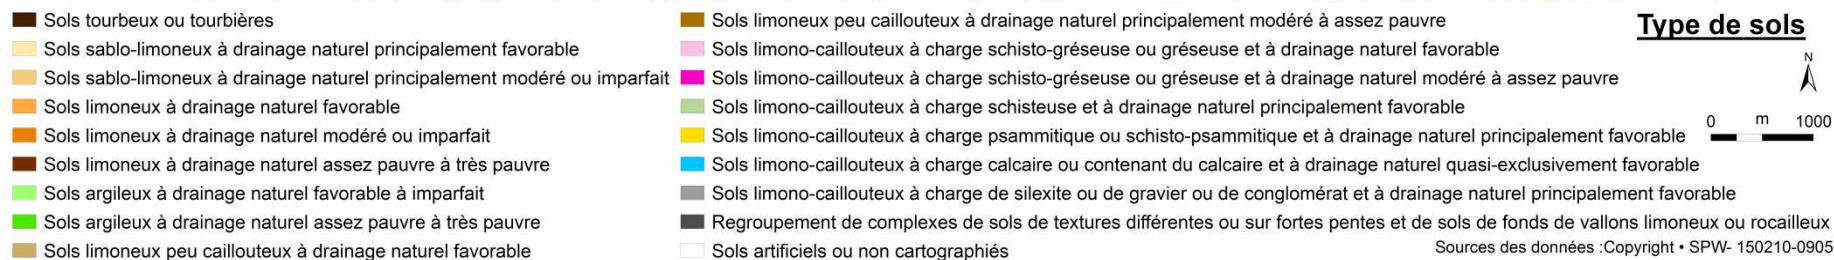 Sols tourbeux ou tourbières
Sols sablo-limoneux à drainage naturel principalement favorable
Sols sablo-limoneux à drainage naturel principalement modéré ou imparfait
Sols limoneux à drainage naturel favorable
Sols limoneux à drainage naturel modéré ou imparfait
Sols limoneux à drainage naturel assez pauvre à très pauvre
Sols argileux à drainage naturel favorable à imparfait
Sols argileux à drainage naturel assez pauvre à très pauvre
Sols limoneux peu caillouteux à drainage naturel favorable
Sols limoneux peu caillouteux à drainage naturel principalement modéré à assez pauvre
Sols limono-caillouteux à charge schisto-gréseuse ou gréseuse et à drainage naturel favorable
Sols limono-caillouteux à charge schisto-gréseuse ou gréseuse et à drainage naturel modéré à assez pauvre
Sols limono-caillouteux à charge schisteuse et à drainage naturel principalement favorable
Sols limono-caillouteux à charge psammitique ou schisto-psammitique et à drainage naturel principalement favorable
Sols limono-caillouteux à charge calcaire ou contenant du calcaire et à drainage naturel quasi-exclusivement favorable
Sols limono-caillouteux à charge de silexite ou de gravier ou de conglomérat et à drainage naturel principalement favorable
Regroupement de complexes de sols de textures différentes ou sur fortes pentes et de sols de fonds de vallons limoneux ou rocailleux
Sols artificiels ou non cartographiés
Type de sols
N
0 m 1000
Sources des données :Copyright • SPW- 150210-0905